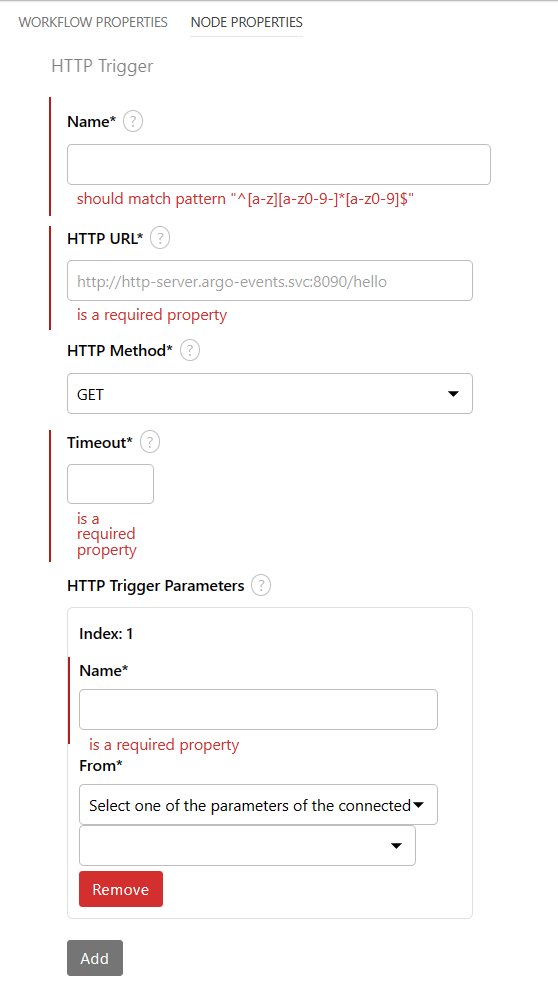 WORKFLOW PROPERTIES NODE PROPERTIES
HTTP Trigger
Name* ?
should match pattern "^[a-z][a-z0-9-]*[a-z0-9]$"
HTTP URL* ?
http://http-server.argo-events.svc:8090/hello
is a required property
HTTP Method* ?
GET
Timeout* ?
is a
required
property
HTTP Trigger Parameters ?
Index: 1
Name*
is a required property
From*
Select one of the parameters of the connected
Remove
Add